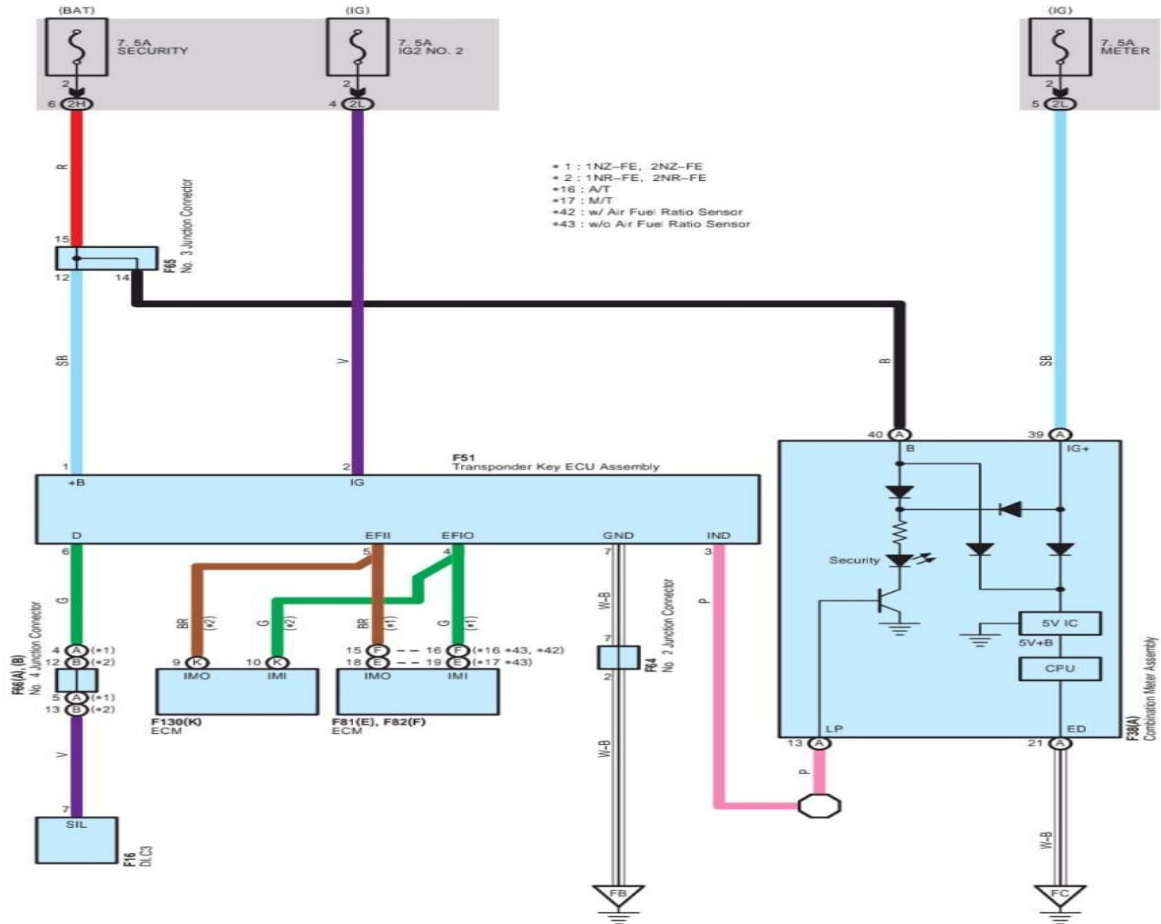 (BAT)
(IG)
(IG)
7. 5A
SECURITY
7. 5A
IG2 NO. 2
7. 5A
METER
2
2
2
6 2H
4 2L
5 2L
R
* 1 : 1NZ-FE, 2NZ-FE
* 2 : 1NR-FE, 2NR-FE
*16 : A/T
*17 : M/T
*42 : w/ Air Fuel Ratio Sensor
*43 : w/o Air Fuel Ratio Sensor
15
12
14
F65
No. 3 Junction Connector
SB
V
B
SB
40 A
39 A
F51
Transponder Key ECU Assembly
1
2
+B
IG
B
IG+
D
EFII
EFIO
GND
IND
6
5
4
7
3
Security
5V IC
5V+B
CPU
G
BR
(*2)
G
(*2)
BR
(*1)
G
(*1)
W-B
P
4 A (*1)
12 B (*2)
5 A (*1)
13 B (*2)
F66(A), (B)
No. 4 Junction Connector
9 K
10 K
15 F -- 16 F (*16 *43, *42)
18 E -- 19 E (*17 *43)
IMO
IMI
IMO
IMI
F130(K)
ECM
F81(E), F82(F)
ECM
7
2
F64
No. 2 Junction Connector
LP
ED
13 A
21 A
F38(A)
Combination Meter Assembly
V
W-B
P
W-B
7
SIL
F16
DLC3
FB
FC